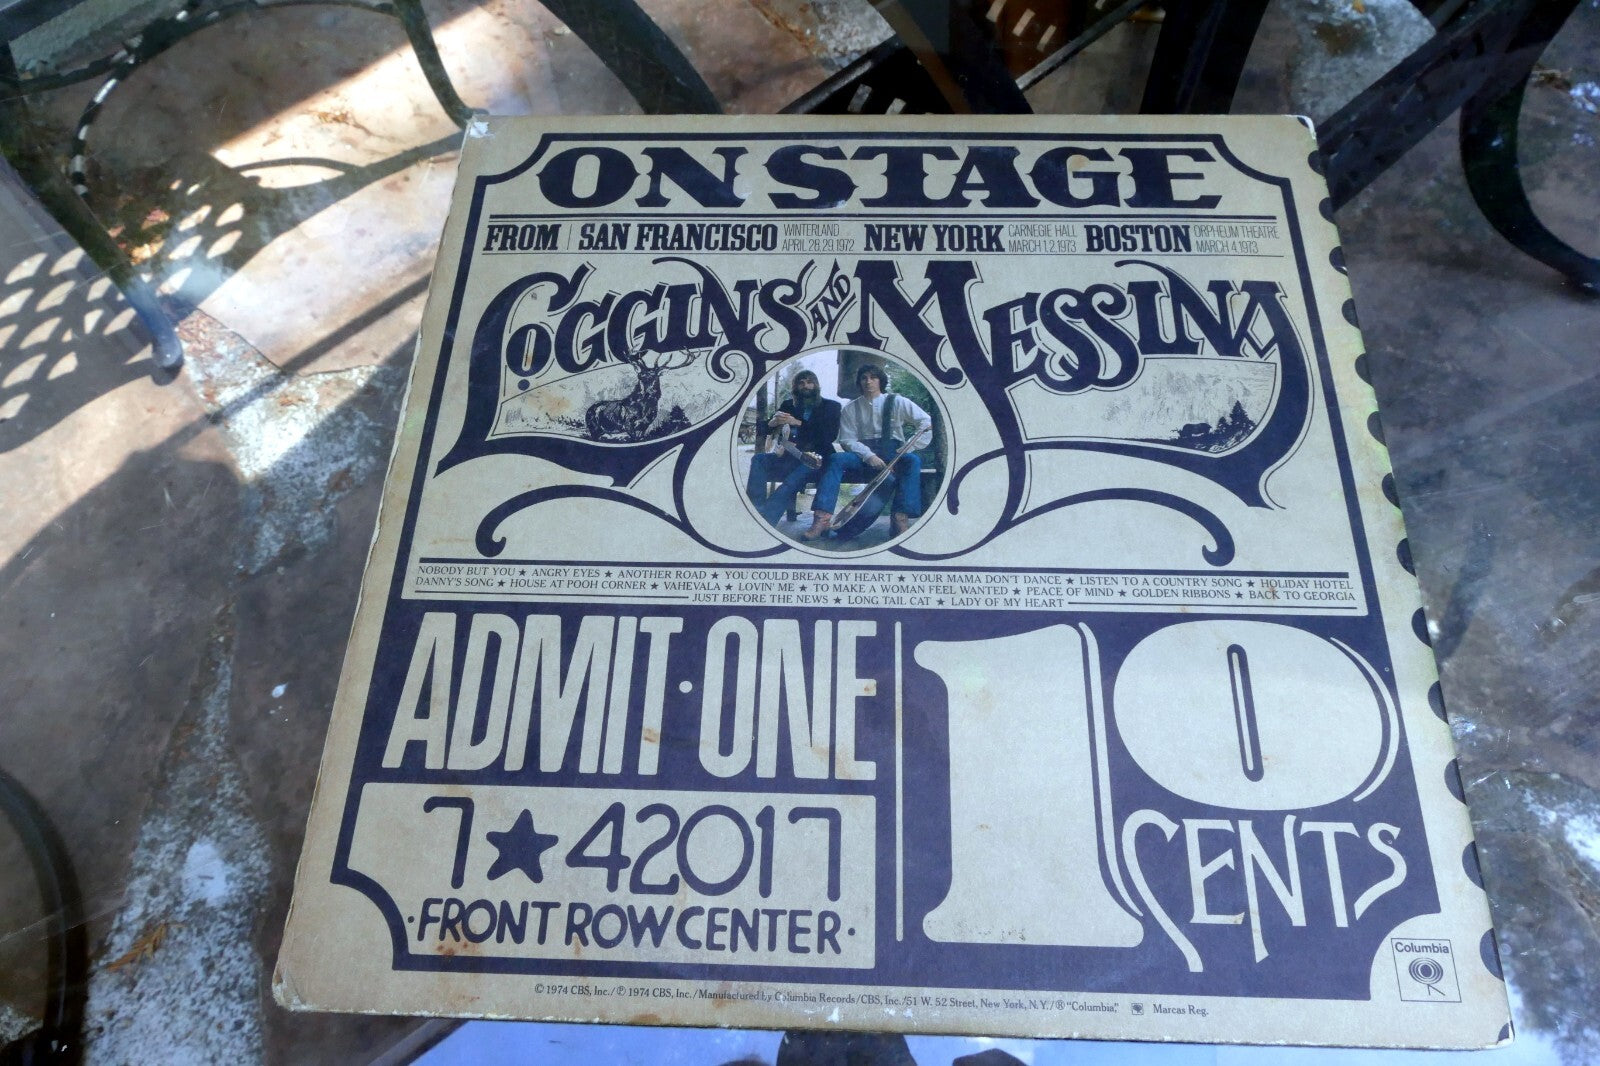 ON STAGE
FROM SAN FRANCISCO WINTERLAND APRIL 28, 29, 1972 NEW YORK CARNEGIE HALL MARCH 1, 2, 1973 BOSTON ORPHEUM THEATRE MARCH 4, 1973
LOGGINS AND MESSINA
NOBODY BUT YOU ★ ANGRY EYES ★ ANOTHER ROAD ★ YOU COULD BREAK MY HEART ★ YOUR MAMA DON'T DANCE ★ LISTEN TO A COUNTRY SONG ★ HOLIDAY HOTEL
DANNY'S SONG ★ HOUSE AT POOH CORNER ★ VAHEVALA ★ LOVIN' ME ★ TO MAKE A WOMAN FEEL WANTED ★ PEACE OF MIND ★ GOLDEN RIBBONS ★ BACK TO GEORGIA
JUST BEFORE THE NEWS ★ LONG TAIL CAT ★ LADY OF MY HEART
ADMIT·ONE
7★42017
·FRONT ROW CENTER·
10
CENTS
Columbia
© 1974 CBS, Inc./℗ 1974 CBS, Inc./Manufactured by Columbia Records/CBS, Inc./51 W. 52 Street, New York, N.Y./® "Columbia," Marcas Reg.